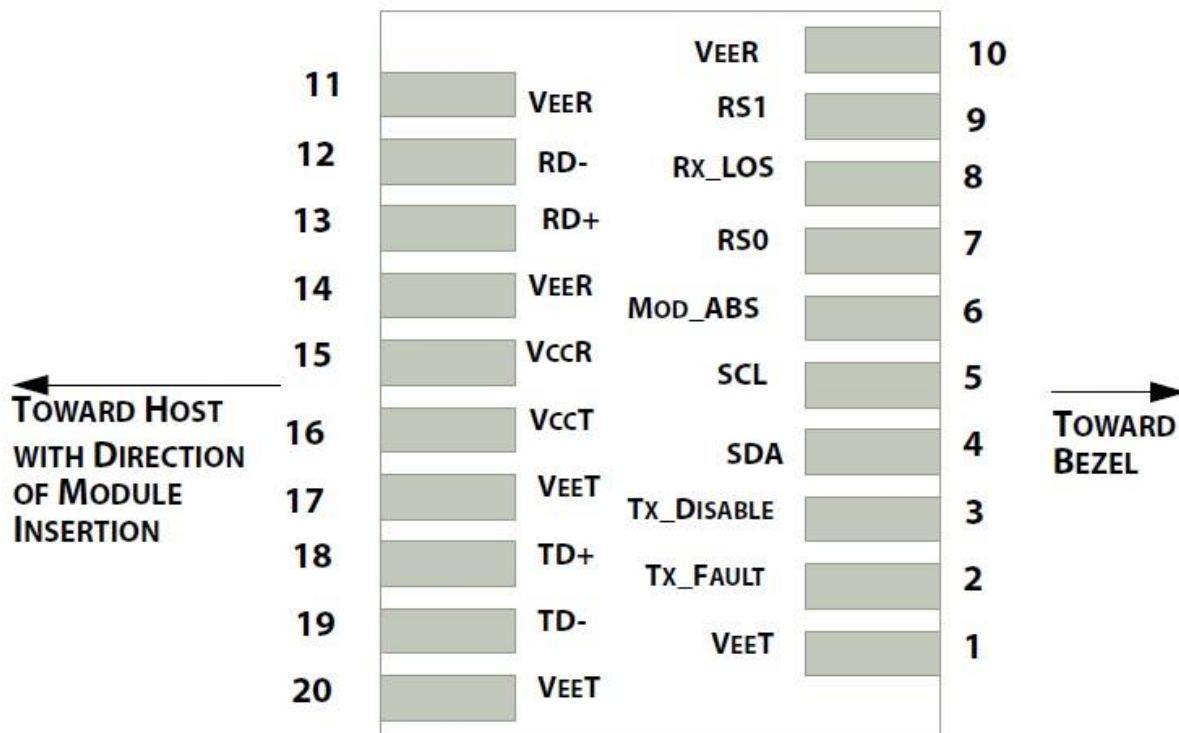 11 VEER
12 RD-
13 RD+
14 VEER
15 VCCR
16 VCCT
17 VEET
18 TD+
19 TD-
20 VEET
VEER 10
RS1 9
RX_LOS 8
RS0 7
MOD_ABS 6
SCL 5
SDA 4
TX_DISABLE 3
TX_FAULT 2
VEET 1
TOWARD HOST
WITH DIRECTION
OF MODULE
INSERTION
TOWARD
BEZEL